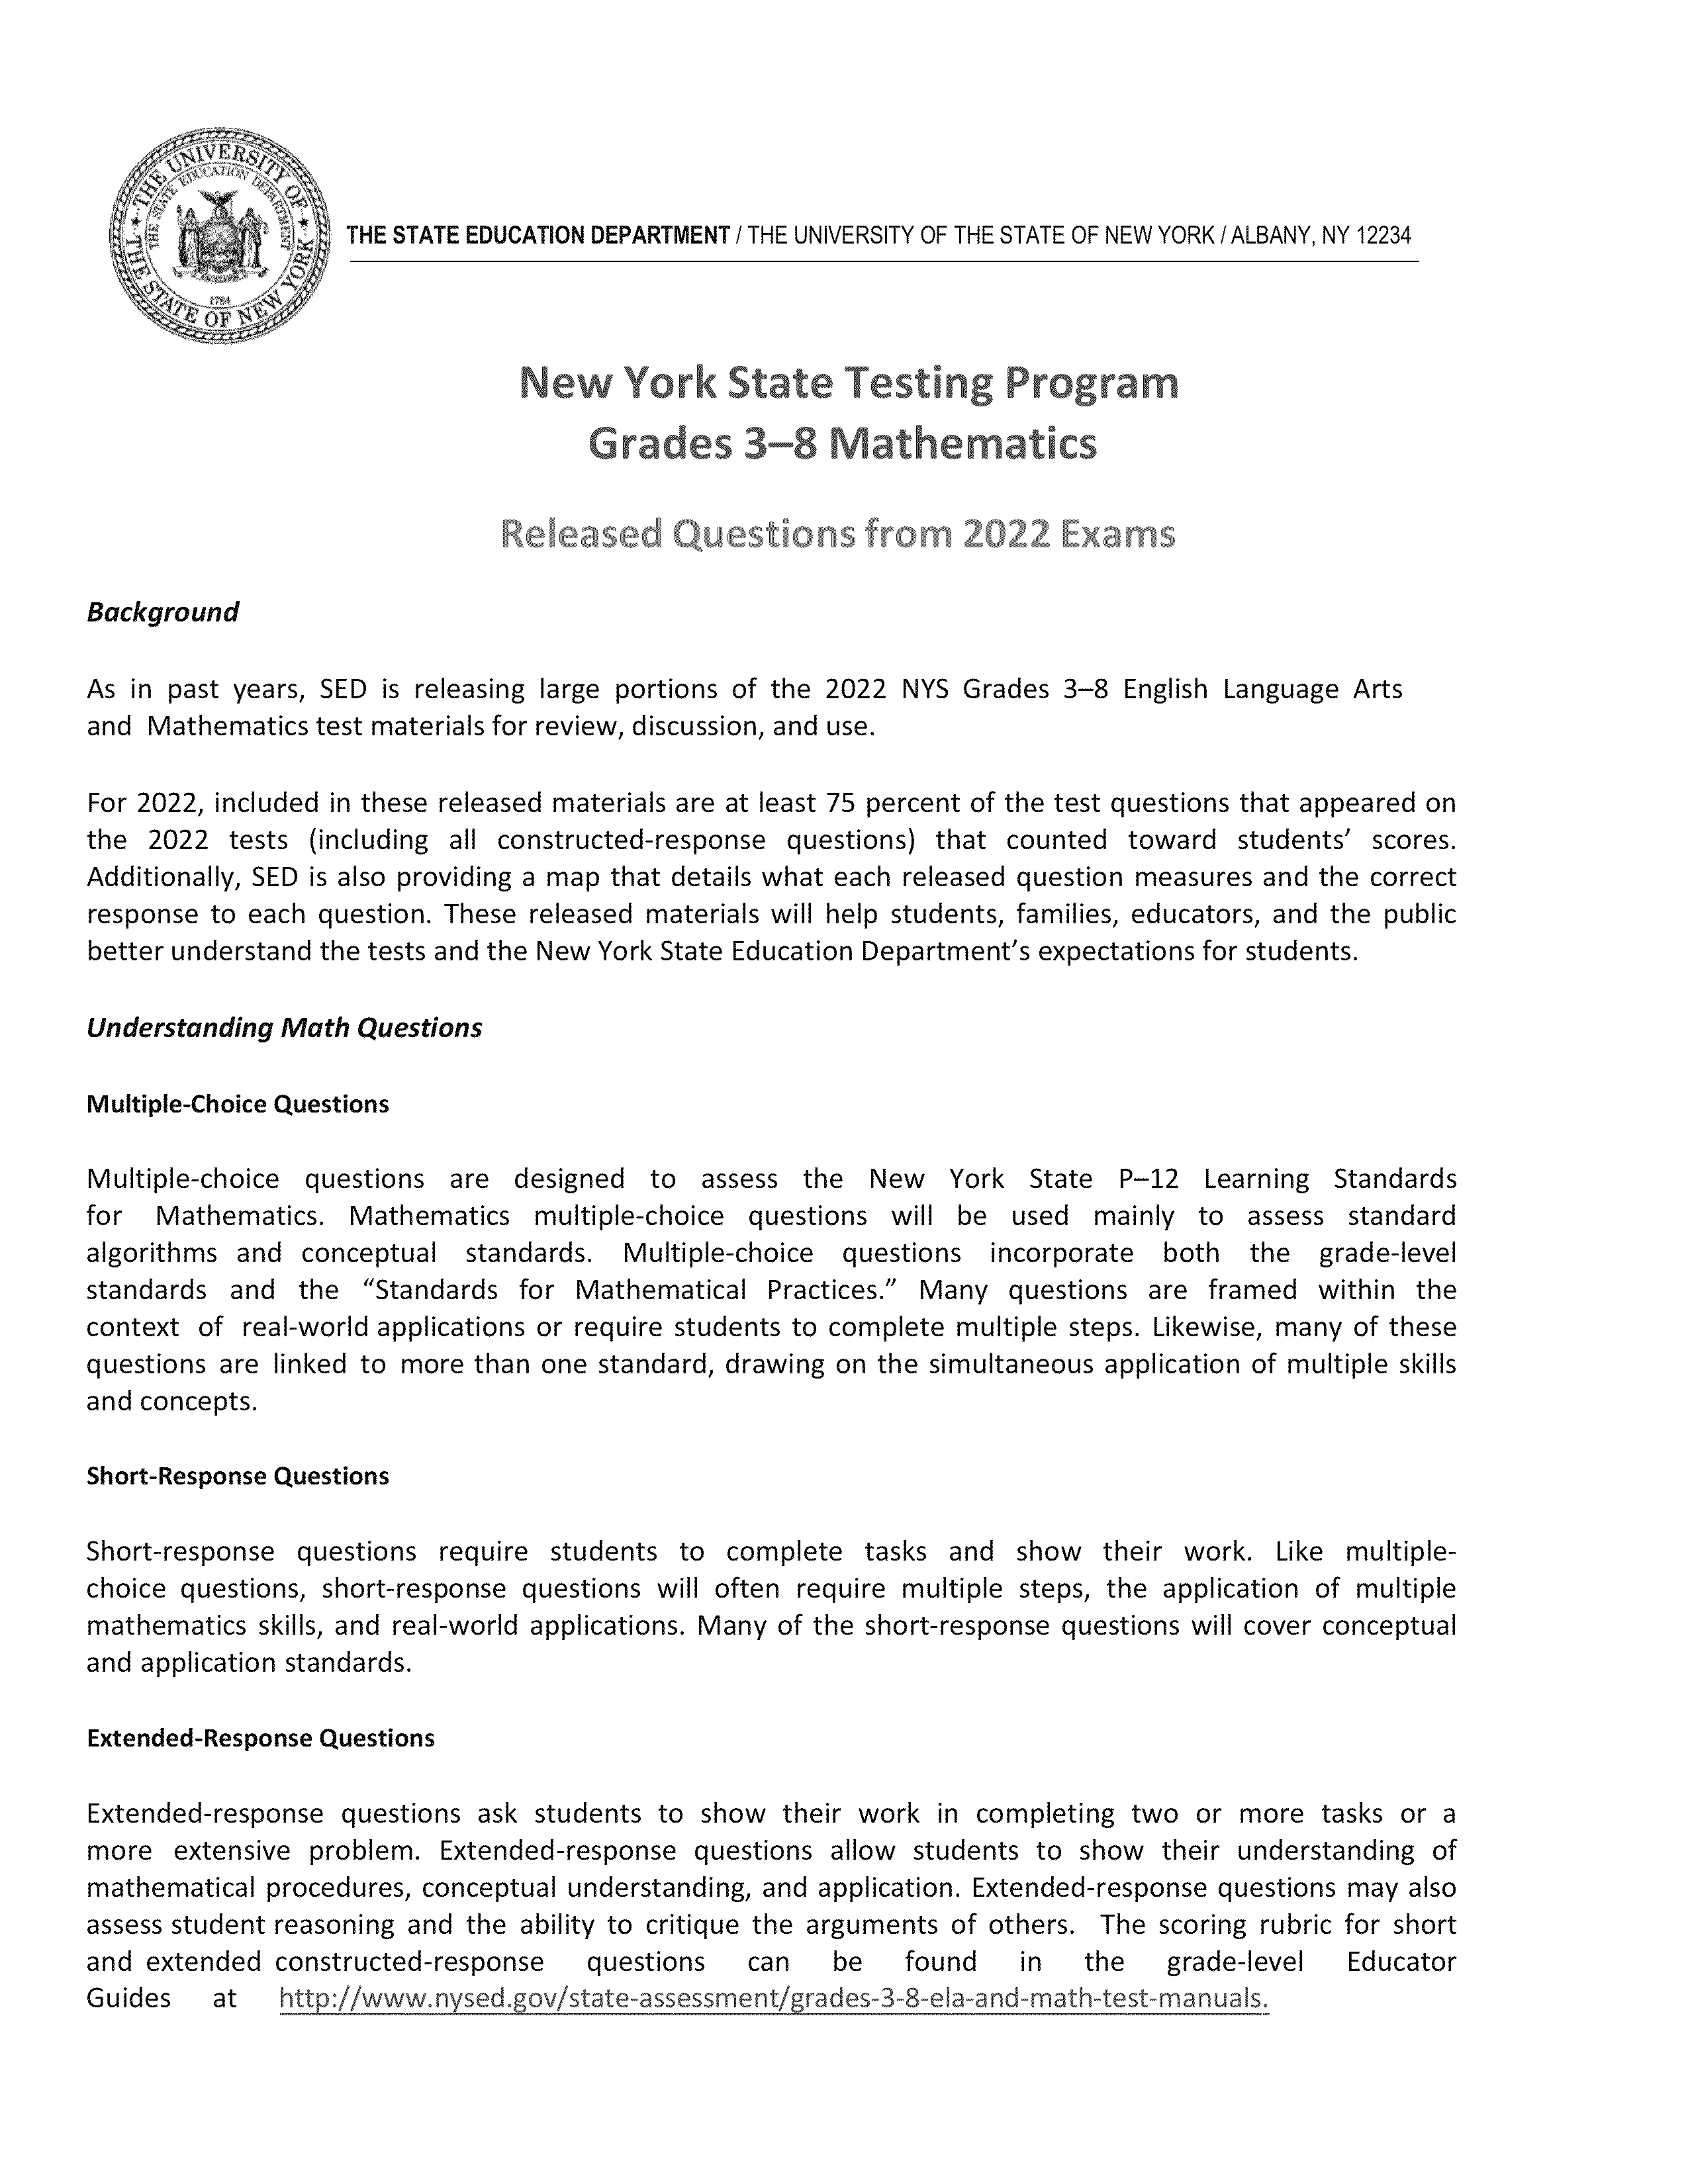 THE UNIVERSITY OF THE STATE OF NEW YORK
THE STATE EDUCATION DEPARTMENT
1784
THE STATE EDUCATION DEPARTMENT / THE UNIVERSITY OF THE STATE OF NEW YORK / ALBANY, NY 12234
New York State Testing Program
Grades 3–8 Mathematics
Released Questions from 2022 Exams
Background
As in past years, SED is releasing large portions of the 2022 NYS Grades 3–8 English Language Arts
and Mathematics test materials for review, discussion, and use.
For 2022, included in these released materials are at least 75 percent of the test questions that appeared on
the 2022 tests (including all constructed-response questions) that counted toward students’ scores.
Additionally, SED is also providing a map that details what each released question measures and the correct
response to each question. These released materials will help students, families, educators, and the public
better understand the tests and the New York State Education Department’s expectations for students.
Understanding Math Questions
Multiple-Choice Questions
Multiple-choice questions are designed to assess the New York State P–12 Learning Standards
for Mathematics. Mathematics multiple-choice questions will be used mainly to assess standard
algorithms and conceptual standards. Multiple-choice questions incorporate both the grade-level
standards and the “Standards for Mathematical Practices.” Many questions are framed within the
context of real-world applications or require students to complete multiple steps. Likewise, many of these
questions are linked to more than one standard, drawing on the simultaneous application of multiple skills
and concepts.
Short-Response Questions
Short-response questions require students to complete tasks and show their work. Like multiple-
choice questions, short-response questions will often require multiple steps, the application of multiple
mathematics skills, and real-world applications. Many of the short-response questions will cover conceptual
and application standards.
Extended-Response Questions
Extended-response questions ask students to show their work in completing two or more tasks or a
more extensive problem. Extended-response questions allow students to show their understanding of
mathematical procedures, conceptual understanding, and application. Extended-response questions may also
assess student reasoning and the ability to critique the arguments of others. The scoring rubric for short
and extended constructed-response questions can be found in the grade-level Educator
Guides at http://www.nysed.gov/state-assessment/grades-3-8-ela-and-math-test-manuals.